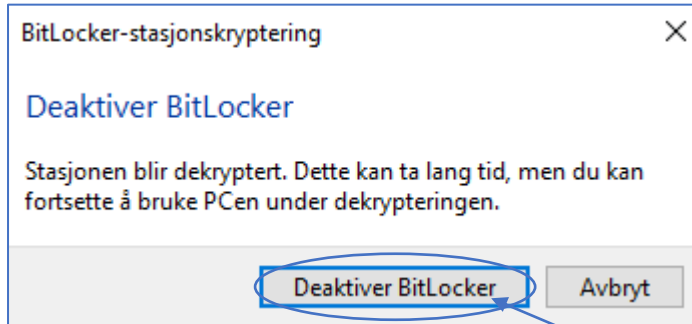 BitLocker-stasjonskryptering
Deaktiver BitLocker
Stasjonen blir dekryptert. Dette kan ta lang tid, men du kan
fortsette å bruke PCen under dekrypteringen.
Deaktiver BitLocker
Avbryt